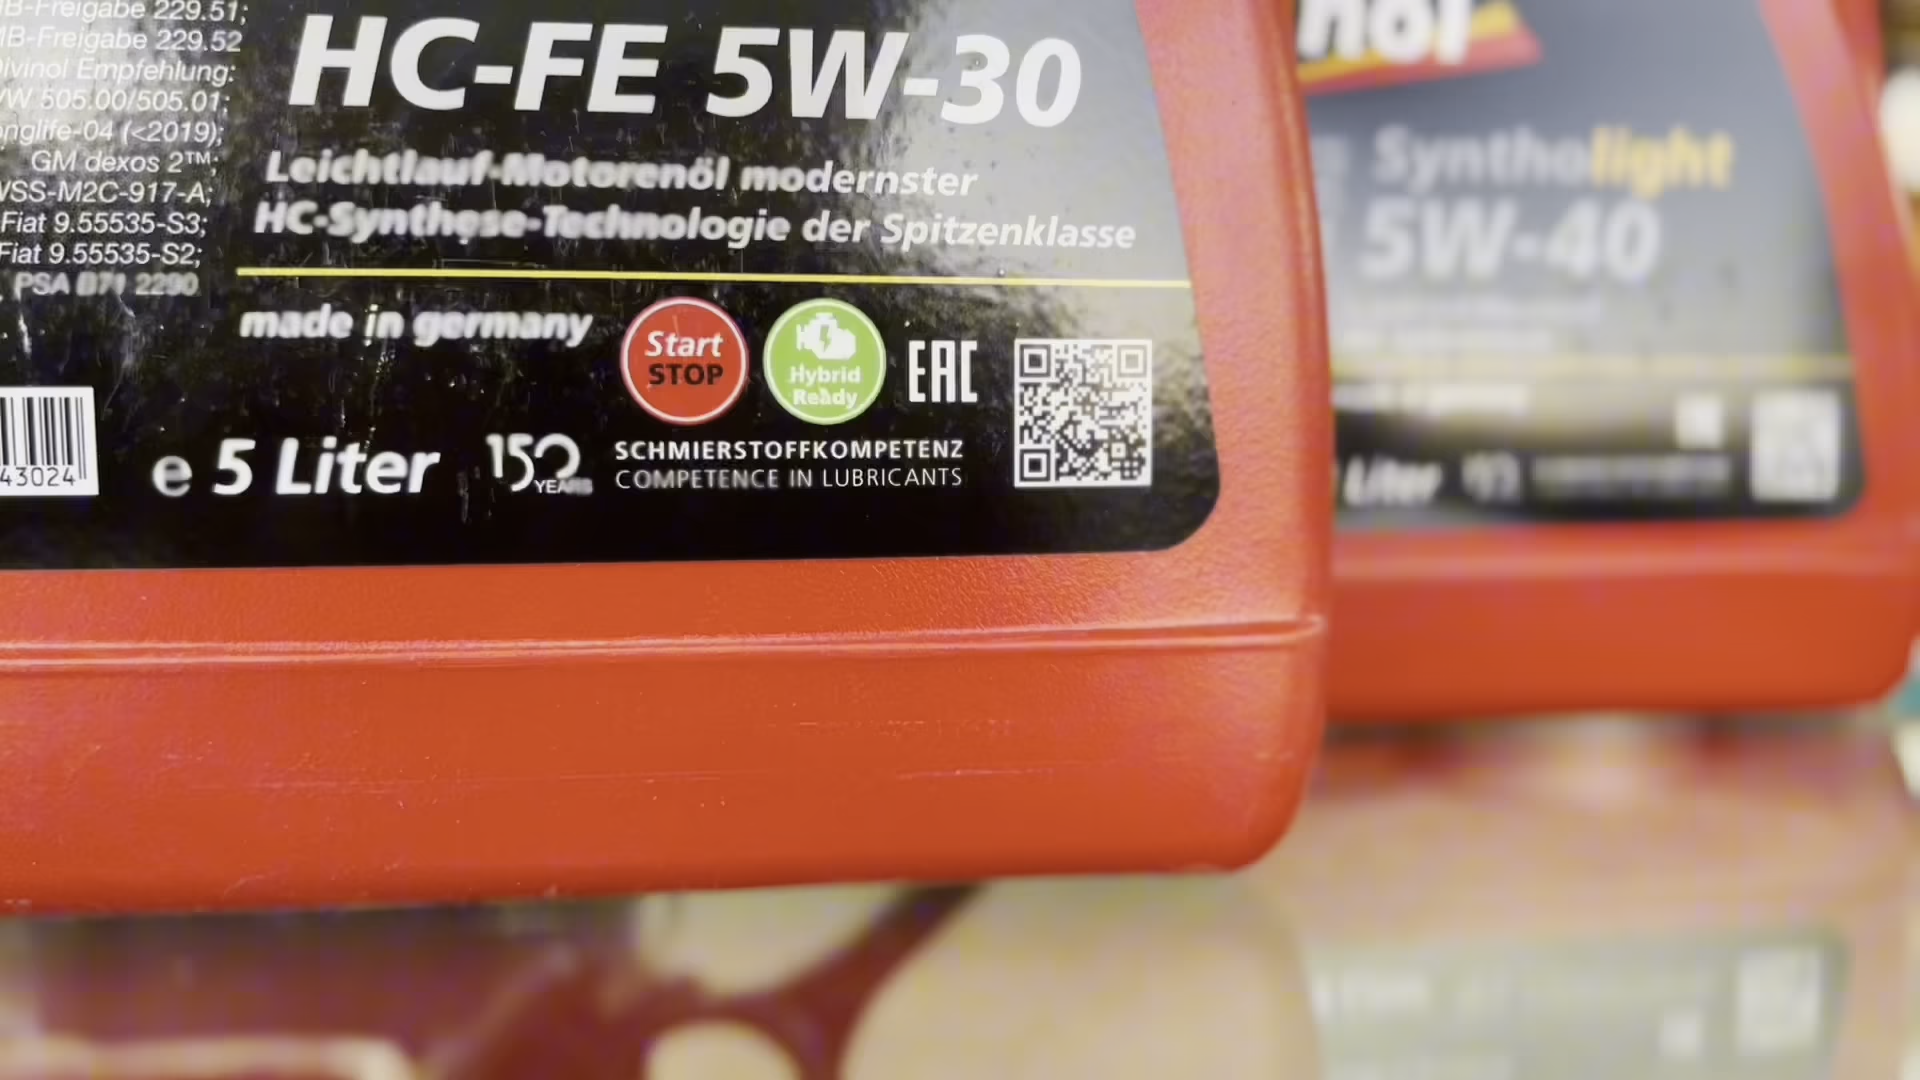 MB-Freigabe 229.51;
MB-Freigabe 229.52
Divinol Empfehlung:
VW 505.00/505.01;
Longlife-04 (<2019);
GM dexos 2™;
WSS-M2C-917-A;
Fiat 9.55535-S3;
Fiat 9.55535-S2;
PSA B71 2290
HC-FE 5W-30
Leichtlauf-Motorenöl modernster
HC-Synthese-Technologie der Spitzenklasse
made in germany
Start
STOP
Hybrid
Ready
EAC
43024
e 5 Liter
150
YEARS
SCHMIERSTOFFKOMPETENZ
COMPETENCE IN LUBRICANTS
nol
Syntholight
5W-40
Liter